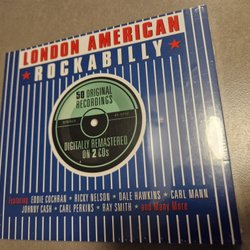 LONDON AMERICAN
★ROCKABILLY★
50 ORIGINAL
RECORDINGS
DIGITALLY REMASTERED
ON 2 CDs
Featuring EDDIE COCHRAN • RICKY NELSON • DALE HAWKINS • CARL MANN
JOHNNY CASH • CARL PERKINS • RAY SMITH • and Many More